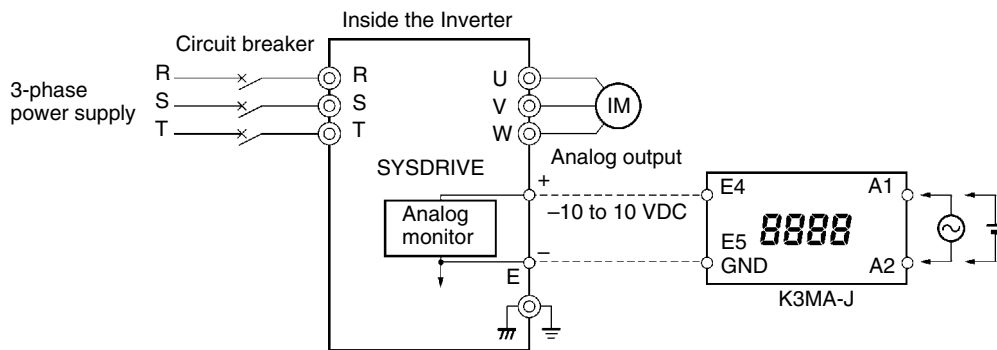 Inside the Inverter
Circuit breaker
3-phase
power supply
R
S
T
R
S
T
U
V
W
IM
SYSDRIVE
Analog
monitor
Analog output
+
–10 to 10 VDC
–
E
E4
E5
GND
8888
A1
A2
K3MA-J